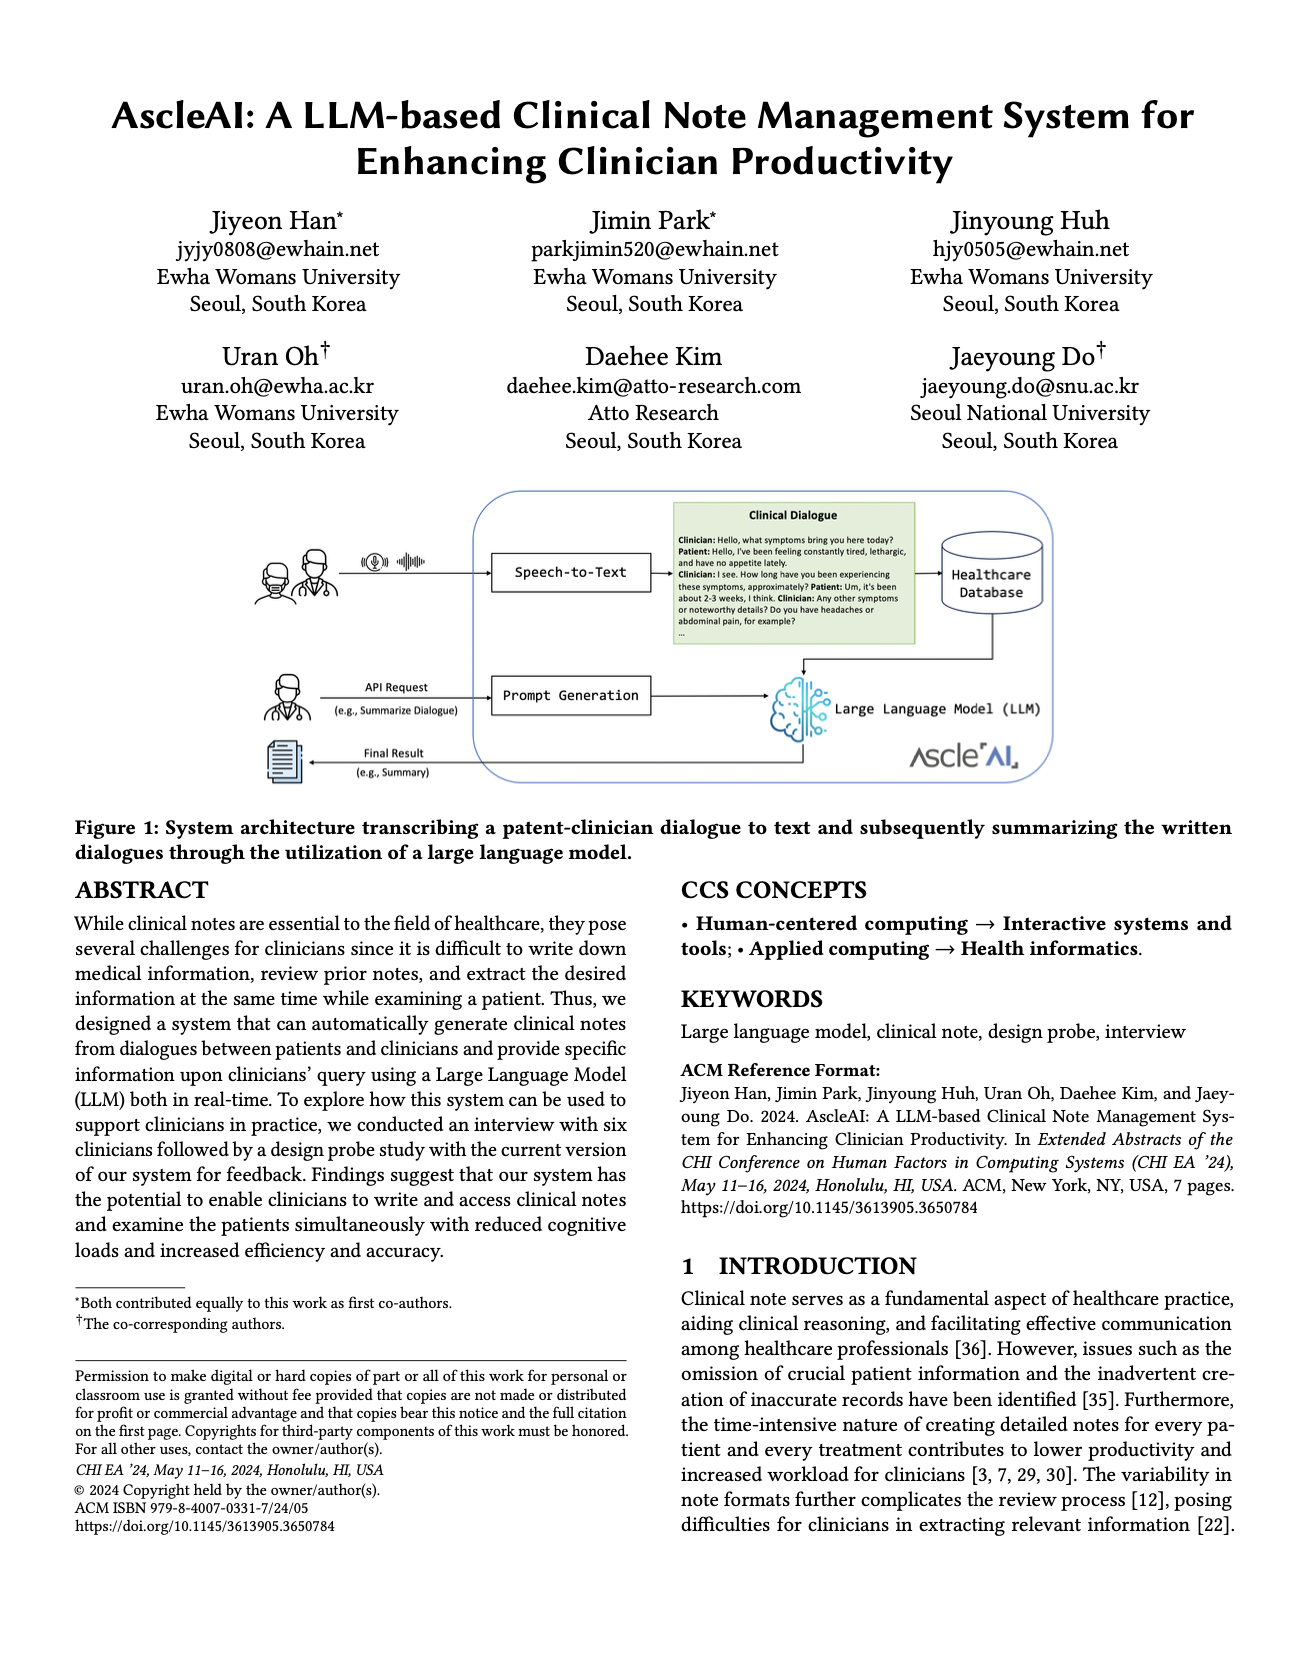 AscleAI: A LLM-based Clinical Note Management System for
Enhancing Clinician Productivity
Jiyeon Han*
jyjy0808@ewhain.net
Ewha Womans University
Seoul, South Korea
Jimin Park*
parkjimin520@ewhain.net
Ewha Womans University
Seoul, South Korea
Jinyoung Huh
hjy0505@ewhain.net
Ewha Womans University
Seoul, South Korea
Uran Oh†
uran.oh@ewha.ac.kr
Ewha Womans University
Seoul, South Korea
Daehee Kim
daehee.kim@atto-research.com
Atto Research
Seoul, South Korea
Jaeyoung Do†
jaeyoung.do@snu.ac.kr
Seoul National University
Seoul, South Korea
Speech-to-Text
Clinical Dialogue
Clinician: Hello, what symptoms bring you here today?
Patient: Hello, I've been feeling constantly tired, lethargic,
and have no appetite lately.
Clinician: I see. How long have you been experiencing
these symptoms, approximately? Patient: Um, it's been
about 2-3 weeks, I think. Clinician: Any other symptoms
or noteworthy details? Do you have headaches or
abdominal pain, for example?
...
Healthcare
Database
API Request
(e.g., Summarize Dialogue)
Prompt Generation
Large Language Model (LLM)
Final Result
(e.g., Summary)
Ascle「AI」
Figure 1: System architecture transcribing a patent-clinician dialogue to text and subsequently summarizing the written
dialogues through the utilization of a large language model.
ABSTRACT
While clinical notes are essential to the field of healthcare, they pose
several challenges for clinicians since it is difficult to write down
medical information, review prior notes, and extract the desired
information at the same time while examining a patient. Thus, we
designed a system that can automatically generate clinical notes
from dialogues between patients and clinicians and provide specific
information upon clinicians' query using a Large Language Model
(LLM) both in real-time. To explore how this system can be used to
support clinicians in practice, we conducted an interview with six
clinicians followed by a design probe study with the current version
of our system for feedback. Findings suggest that our system has
the potential to enable clinicians to write and access clinical notes
and examine the patients simultaneously with reduced cognitive
loads and increased efficiency and accuracy.
*Both contributed equally to this work as first co-authors.
†The co-corresponding authors.
Permission to make digital or hard copies of part or all of this work for personal or
classroom use is granted without fee provided that copies are not made or distributed
for profit or commercial advantage and that copies bear this notice and the full citation
on the first page. Copyrights for third-party components of this work must be honored.
For all other uses, contact the owner/author(s).
CHI EA '24, May 11–16, 2024, Honolulu, HI, USA
© 2024 Copyright held by the owner/author(s).
ACM ISBN 979-8-4007-0331-7/24/05
https://doi.org/10.1145/3613905.3650784
CCS CONCEPTS
• Human-centered computing → Interactive systems and
tools; • Applied computing → Health informatics.
KEYWORDS
Large language model, clinical note, design probe, interview
ACM Reference Format:
Jiyeon Han, Jimin Park, Jinyoung Huh, Uran Oh, Daehee Kim, and Jaey-
oung Do. 2024. AscleAI: A LLM-based Clinical Note Management Sys-
tem for Enhancing Clinician Productivity. In Extended Abstracts of the
CHI Conference on Human Factors in Computing Systems (CHI EA '24),
May 11–16, 2024, Honolulu, HI, USA. ACM, New York, NY, USA, 7 pages.
https://doi.org/10.1145/3613905.3650784
1 INTRODUCTION
Clinical note serves as a fundamental aspect of healthcare practice,
aiding clinical reasoning, and facilitating effective communication
among healthcare professionals [36]. However, issues such as the
omission of crucial patient information and the inadvertent cre-
ation of inaccurate records have been identified [35]. Furthermore,
the time-intensive nature of creating detailed notes for every pa-
tient and every treatment contributes to lower productivity and
increased workload for clinicians [3, 7, 29, 30]. The variability in
note formats further complicates the review process [12], posing
difficulties for clinicians in extracting relevant information [22].